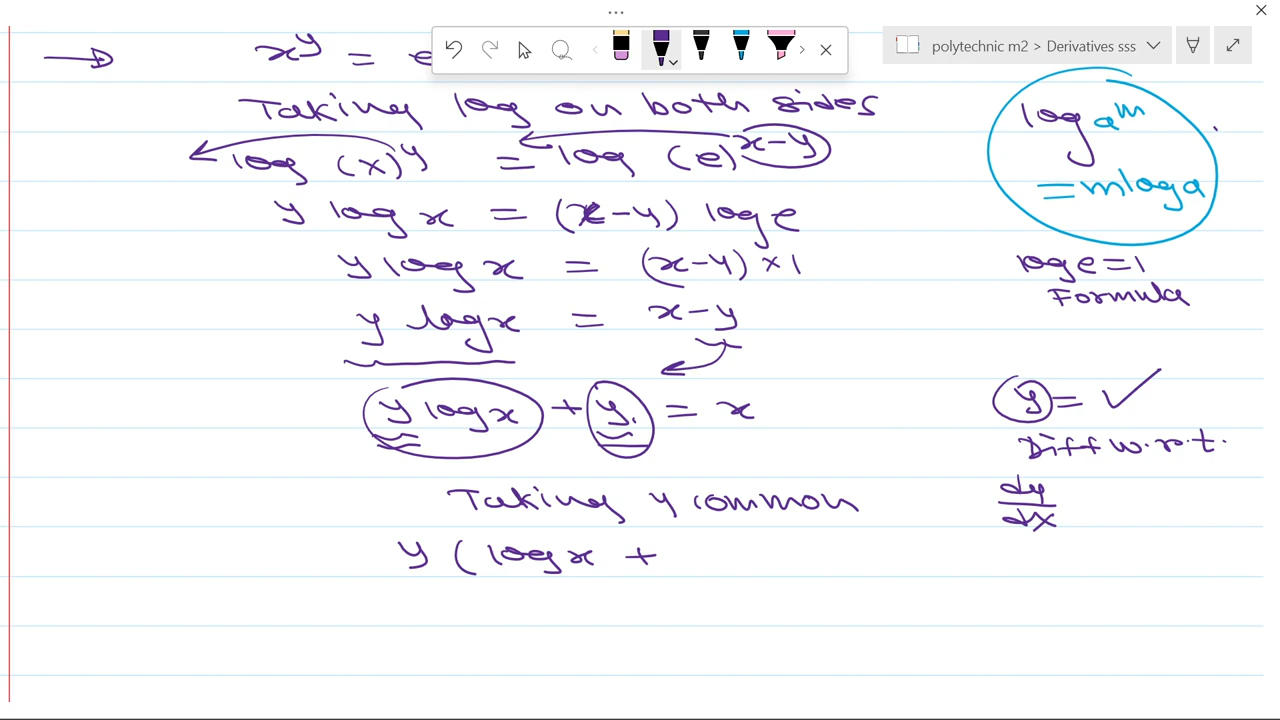 polytechnic m2 > Derivatives sss
x^y = e
Taking log on both sides
log (x)^y = log (e)^x-y
y log x = (x-y) log e
y log x = (x-y) × 1
y log x = x-y
y log x + y. = x
Taking y common
y (log x +
log a^m
= m log a
log e = 1
Formula
y = ✓
Diff w.r.t.
dy
dx